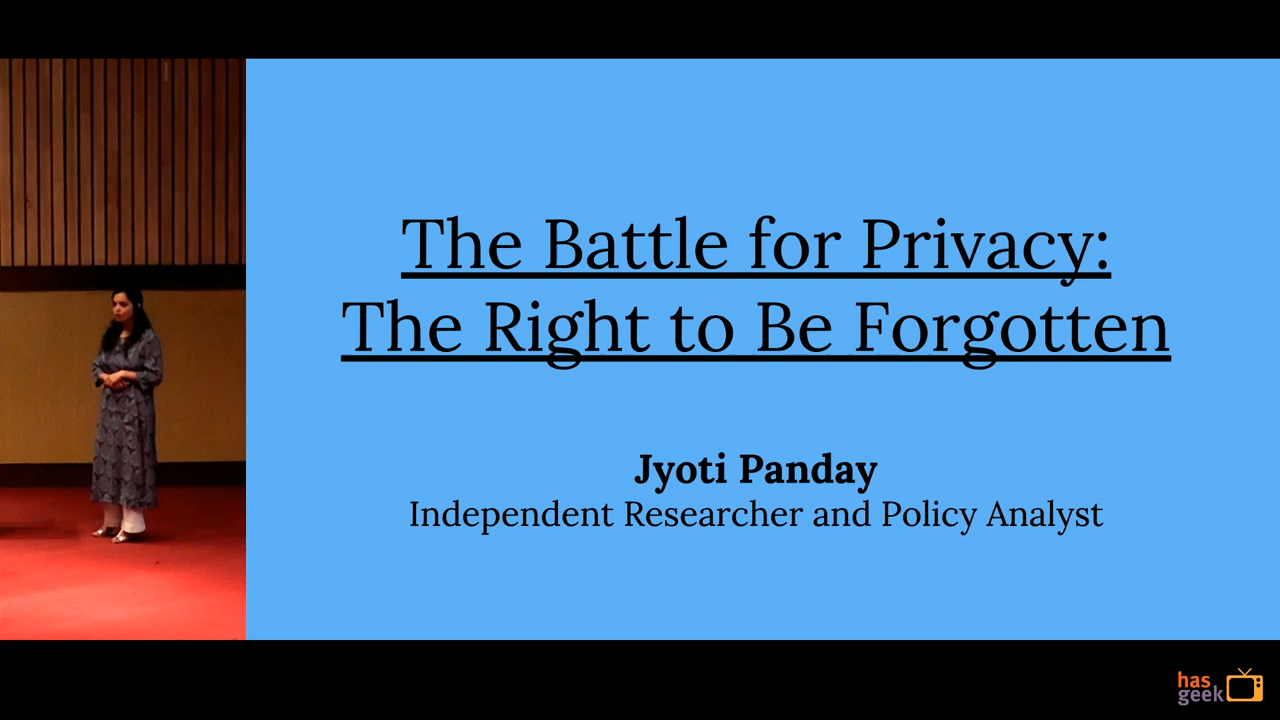 The Battle for Privacy:
The Right to Be Forgotten
Jyoti Panday
Independent Researcher and Policy Analyst
has
geek